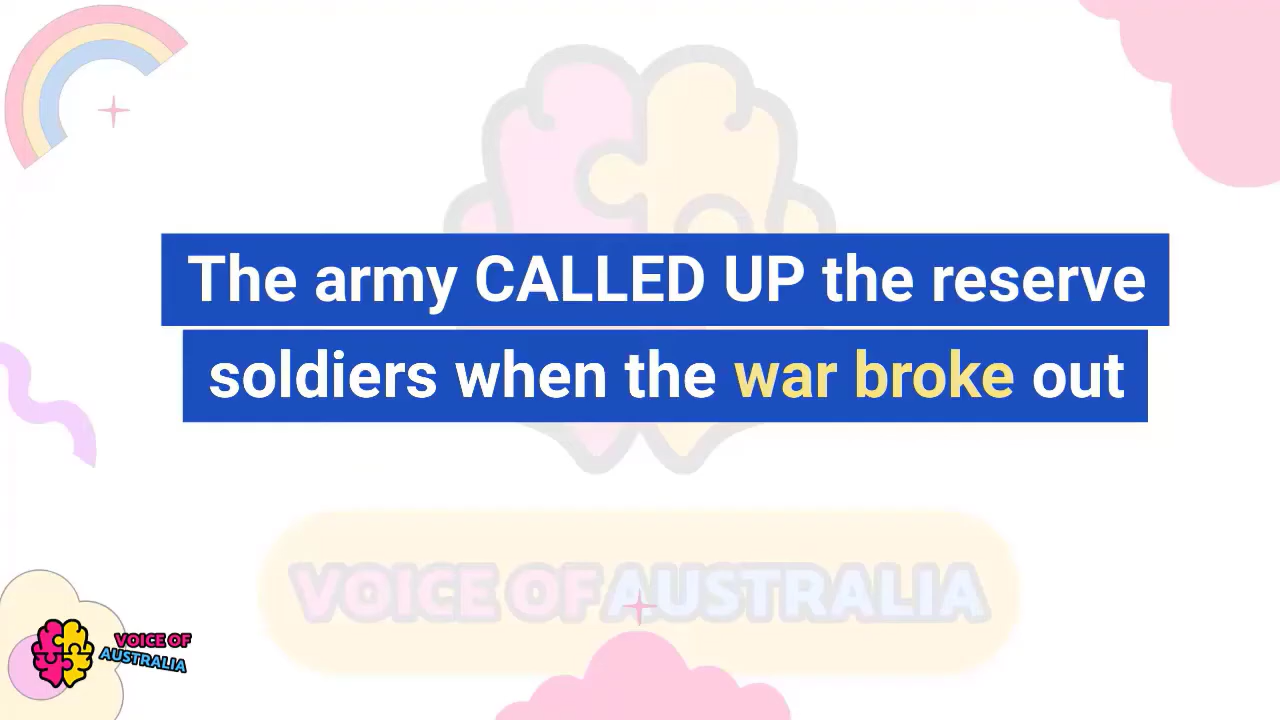 The army CALLED UP the reserve
soldiers when the war broke out
VOICE OF AUSTRALIA
VOICE OF
AUSTRALIA